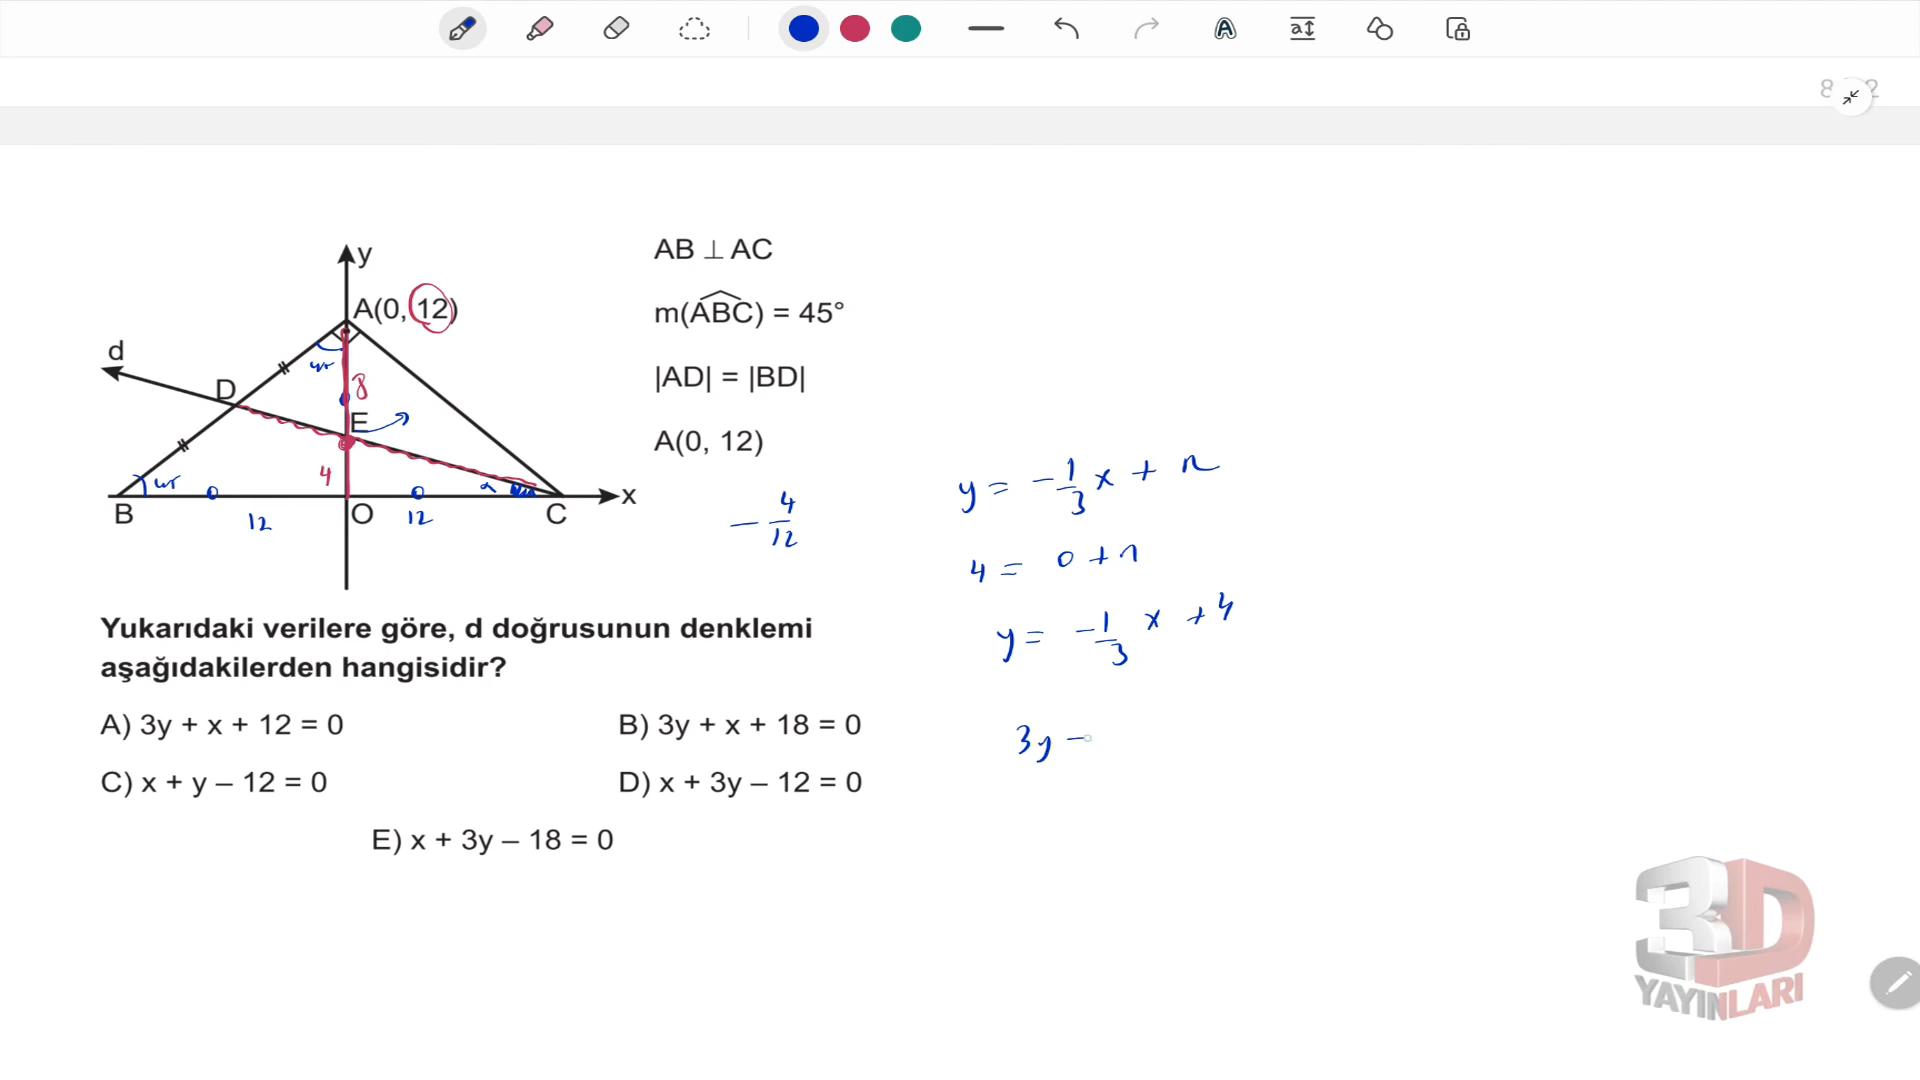 y
A(0, 12)
d
D
8
E
45
45
4
α
B
12
O
12
C
x
AB ⊥ AC
m(ABC) = 45°
|AD| = |BD|
A(0, 12)
- 4/12
y = -1/3 x + n
4 = 0 + n
y = -1/3 x + 4
3y -
Yukarıdaki verilere göre, d doğrusunun denklemi
aşağıdakilerden hangisidir?
A) 3y + x + 12 = 0
B) 3y + x + 18 = 0
C) x + y – 12 = 0
D) x + 3y – 12 = 0
E) x + 3y – 18 = 0
3D
YAYINLARI